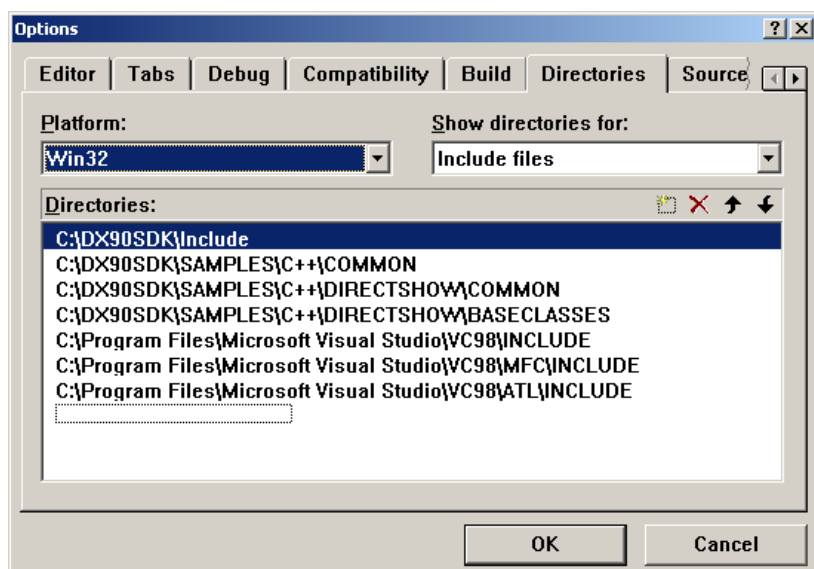 Options
Editor Tabs Debug Compatibility Build Directories Source
Platform: Show directories for:
Win32 Include files
Directories:
C:\DX90SDK\Include
C:\DX90SDK\SAMPLES\C++\COMMON
C:\DX90SDK\SAMPLES\C++\DIRECTSHOW\COMMON
C:\DX90SDK\SAMPLES\C++\DIRECTSHOW\BASECLASSES
C:\Program Files\Microsoft Visual Studio\VC98\INCLUDE
C:\Program Files\Microsoft Visual Studio\VC98\MFC\INCLUDE
C:\Program Files\Microsoft Visual Studio\VC98\ATL\INCLUDE
OK Cancel